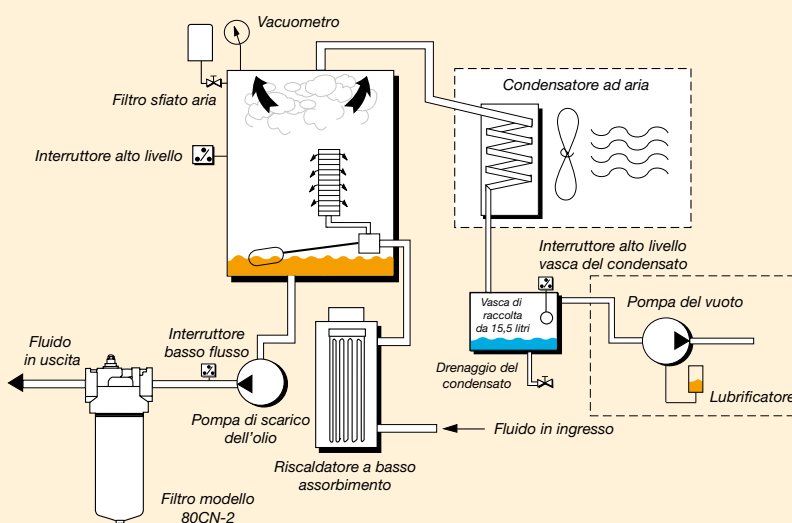 Vacuometro
Filtro sfiato aria
Condensatore ad aria
Interruttore alto livello
Interruttore alto livello
vasca del condensato
Vasca di
raccolta
da 15,5 litri
Pompa del vuoto
Fluido
in uscita
Interruttore
basso flusso
Drenaggio del
condensato
Lubrificatore
Pompa di scarico
dell'olio
Fluido in ingresso
Riscaldatore a basso
assorbimento
Filtro modello
80CN-2